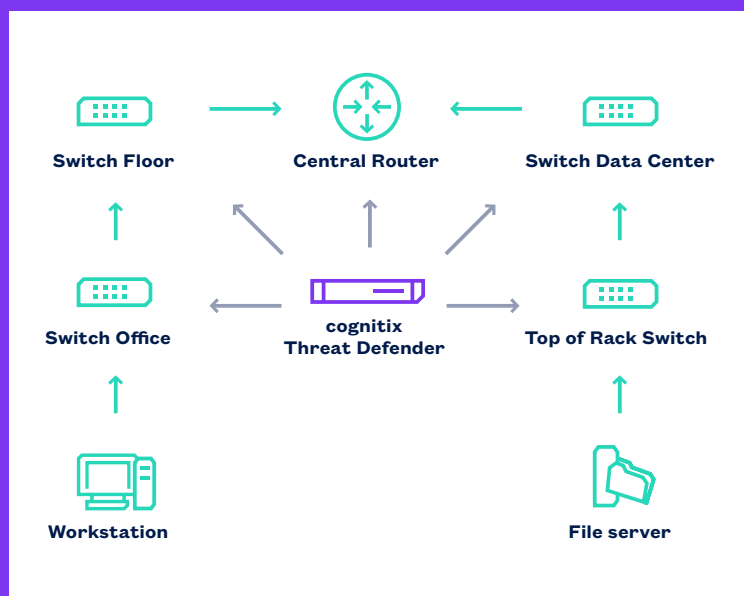 Switch Floor
Central Router
Switch Data Center
Switch Office
cognitix
Threat Defender
Top of Rack Switch
Workstation
File server